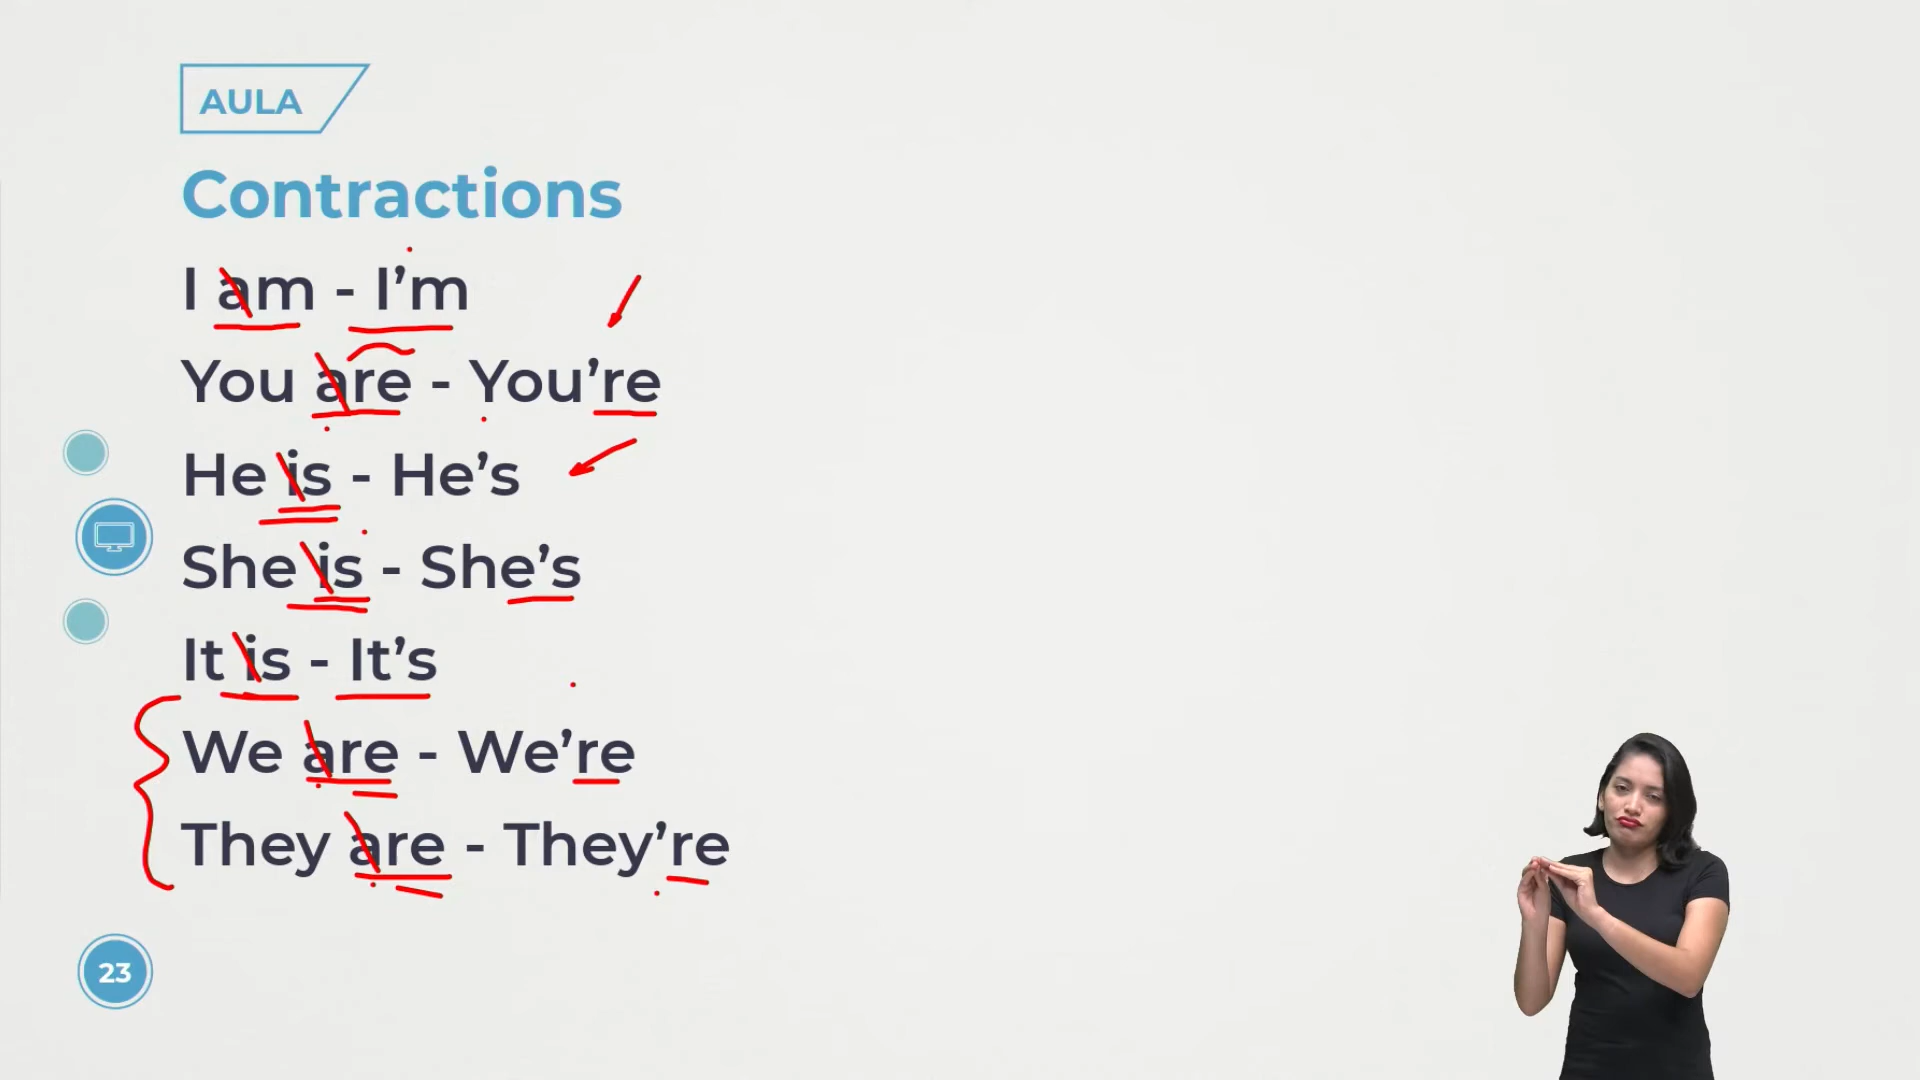 AULA
Contractions
I am - I’m
You are - You’re
He is - He’s
She is - She’s
It is - It’s
We are - We’re
They are - They’re
23